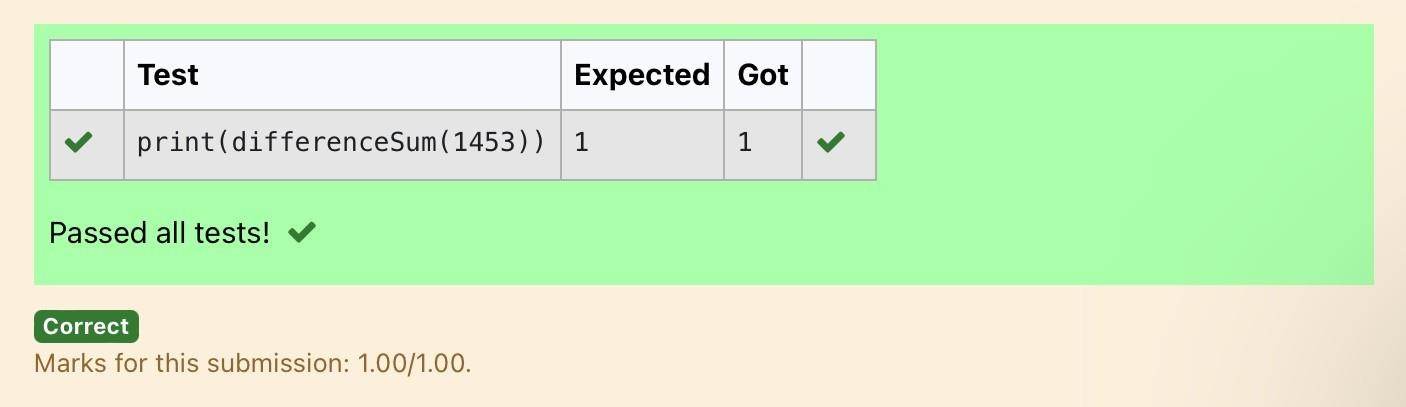 Test Expected Got
print(differenceSum(1453)) 1 1
Passed all tests!
Correct
Marks for this submission: 1.00/1.00.